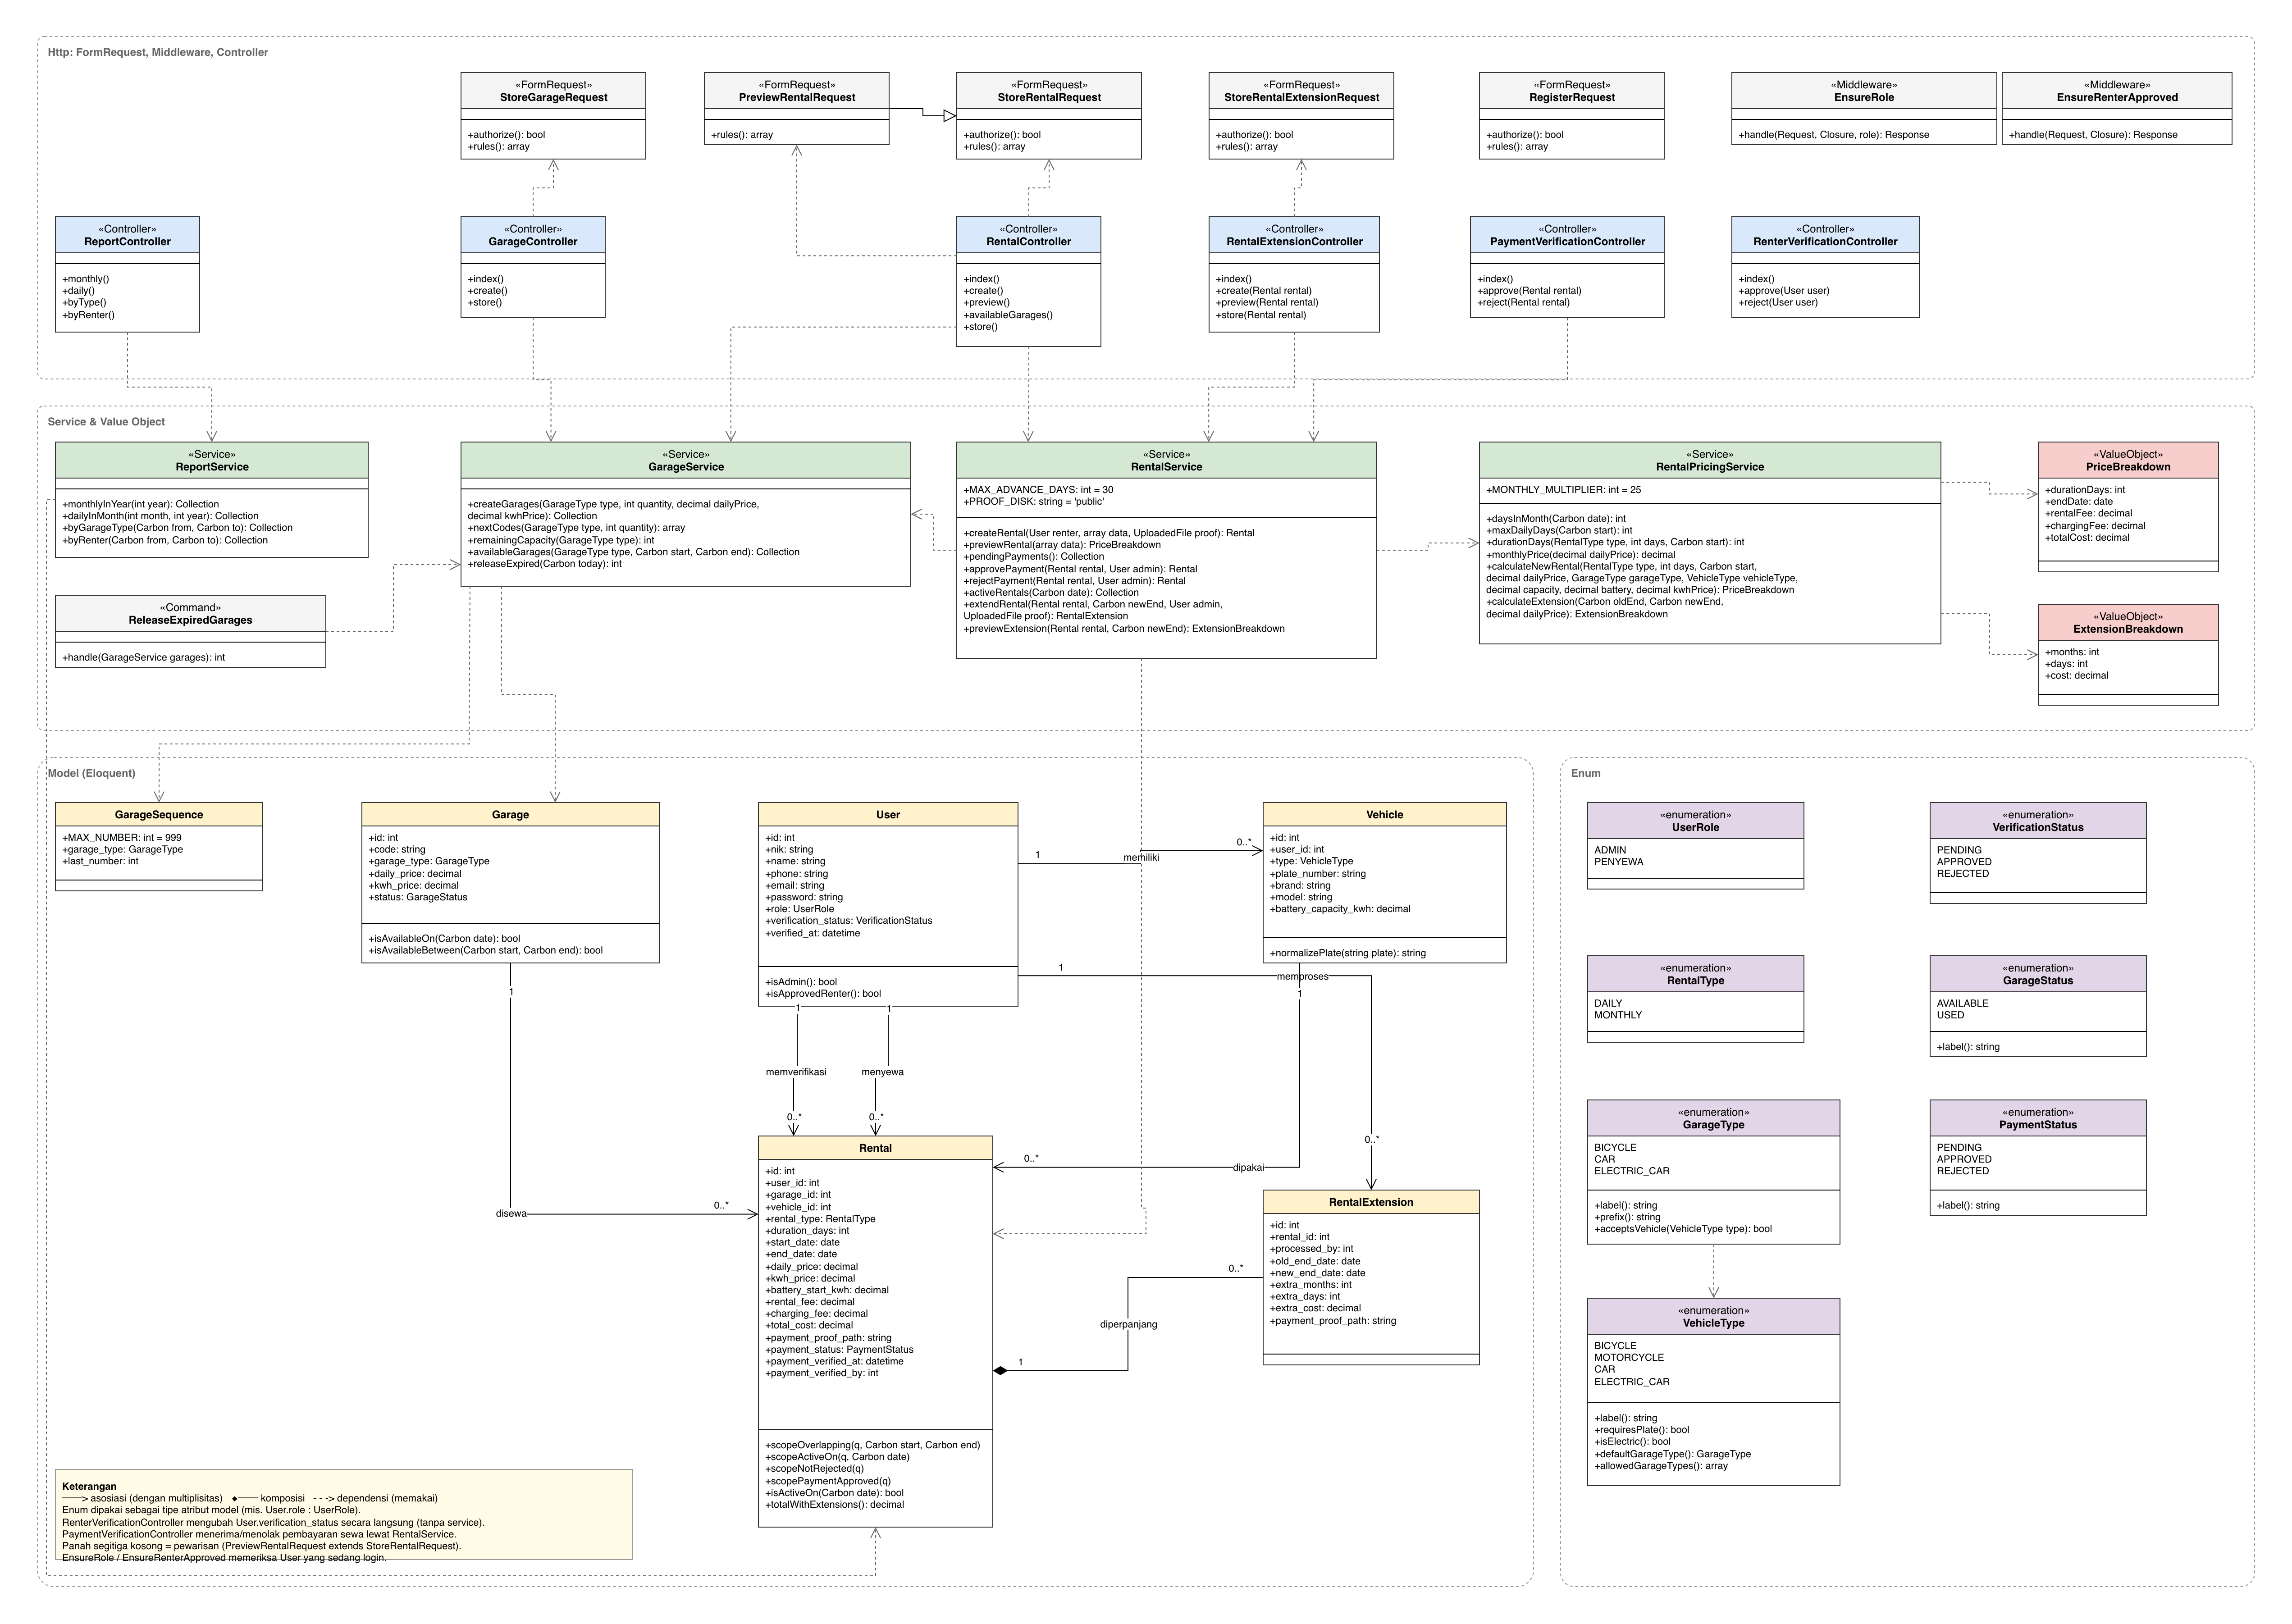 Http: FormRequest, Middleware, Controller
«FormRequest»
StoreGarageRequest
+authorize(): bool
+rules(): array
«FormRequest»
PreviewRentalRequest
+rules(): array
«FormRequest»
StoreRentalRequest
+authorize(): bool
+rules(): array
«FormRequest»
StoreRentalExtensionRequest
+authorize(): bool
+rules(): array
«FormRequest»
RegisterRequest
+authorize(): bool
+rules(): array
«Middleware»
EnsureRole
+handle(Request, Closure, role): Response
«Middleware»
EnsureRenterApproved
+handle(Request, Closure): Response
«Controller»
ReportController
+monthly()
+daily()
+byType()
+byRenter()
«Controller»
GarageController
+index()
+create()
+store()
«Controller»
RentalController
+index()
+create()
+preview()
+availableGarages()
+store()
«Controller»
RentalExtensionController
+index()
+create(Rental rental)
+preview(Rental rental)
+store(Rental rental)
«Controller»
PaymentVerificationController
+index()
+approve(Rental rental)
+reject(Rental rental)
«Controller»
RenterVerificationController
+index()
+approve(User user)
+reject(User user)
Service & Value Object
«Service»
ReportService
+monthlyInYear(int year): Collection
+dailyInMonth(int month, int year): Collection
+byGarageType(Carbon from, Carbon to): Collection
+byRenter(Carbon from, Carbon to): Collection
«Command»
ReleaseExpiredGarages
+handle(GarageService garages): int
«Service»
GarageService
+createGarages(GarageType type, int quantity, decimal dailyPrice,
decimal kwhPrice): Collection
+nextCodes(GarageType type, int quantity): array
+remainingCapacity(GarageType type): int
+availableGarages(GarageType type, Carbon start, Carbon end): Collection
+releaseExpired(Carbon today): int
«Service»
RentalService
+MAX_ADVANCE_DAYS: int = 30
+PROOF_DISK: string = 'public'
+createRental(User renter, array data, UploadedFile proof): Rental
+previewRental(array data): PriceBreakdown
+pendingPayments(): Collection
+approvePayment(Rental rental, User admin): Rental
+rejectPayment(Rental rental, User admin): Rental
+activeRentals(Carbon date): Collection
+extendRental(Rental rental, Carbon newEnd, User admin,
UploadedFile proof): RentalExtension
+previewExtension(Rental rental, Carbon newEnd): ExtensionBreakdown
«Service»
RentalPricingService
+MONTHLY_MULTIPLIER: int = 25
+daysInMonth(Carbon date): int
+maxDailyDays(Carbon start): int
+durationDays(RentalType type, int days, Carbon start): int
+monthlyPrice(decimal dailyPrice): decimal
+calculateNewRental(RentalType type, int days, Carbon start,
decimal dailyPrice, GarageType garageType, VehicleType vehicleType,
decimal capacity, decimal battery, decimal kwhPrice): PriceBreakdown
+calculateExtension(Carbon oldEnd, Carbon newEnd,
decimal dailyPrice): ExtensionBreakdown
«ValueObject»
PriceBreakdown
+durationDays: int
+endDate: date
+rentalFee: decimal
+chargingFee: decimal
+totalCost: decimal
«ValueObject»
ExtensionBreakdown
+months: int
+days: int
+cost: decimal
Model (Eloquent)
GarageSequence
+MAX_NUMBER: int = 999
+garage_type: GarageType
+last_number: int
Garage
+id: int
+code: string
+garage_type: GarageType
+daily_price: decimal
+kwh_price: decimal
+status: GarageStatus
+isAvailableOn(Carbon date): bool
+isAvailableBetween(Carbon start, Carbon end): bool
User
+id: int
+nik: string
+name: string
+phone: string
+email: string
+password: string
+role: UserRole
+verification_status: VerificationStatus
+verified_at: datetime
+isAdmin(): bool
+isApprovedRenter(): bool
1
memiliki
0..*
Vehicle
+id: int
+user_id: int
+type: VehicleType
+plate_number: string
+brand: string
+model: string
+battery_capacity_kwh: decimal
+normalizePlate(string plate): string
1
memproses
0..*
1
disewa
0..*
1
memverifikasi
0..*
1
menyewa
0..*
1
dipakai
0..*
Rental
+id: int
+user_id: int
+garage_id: int
+vehicle_id: int
+rental_type: RentalType
+duration_days: int
+start_date: date
+end_date: date
+daily_price: decimal
+kwh_price: decimal
+battery_start_kwh: decimal
+rental_fee: decimal
+charging_fee: decimal
+total_cost: decimal
+payment_proof_path: string
+payment_status: PaymentStatus
+payment_verified_at: datetime
+payment_verified_by: int
+scopeOverlapping(q, Carbon start, Carbon end)
+scopeActiveOn(q, Carbon date)
+scopeNotRejected(q)
+scopePaymentApproved(q)
+isActiveOn(Carbon date): bool
+totalWithExtensions(): decimal
0..*
diperpanjang
1
RentalExtension
+id: int
+rental_id: int
+processed_by: int
+old_end_date: date
+new_end_date: date
+extra_months: int
+extra_days: int
+extra_cost: decimal
+payment_proof_path: string
Enum
«enumeration»
UserRole
ADMIN
PENYEWA
«enumeration»
VerificationStatus
PENDING
APPROVED
REJECTED
«enumeration»
RentalType
DAILY
MONTHLY
«enumeration»
GarageStatus
AVAILABLE
USED
+label(): string
«enumeration»
GarageType
BICYCLE
CAR
ELECTRIC_CAR
+label(): string
+prefix(): string
+acceptsVehicle(VehicleType type): bool
«enumeration»
PaymentStatus
PENDING
APPROVED
REJECTED
+label(): string
«enumeration»
VehicleType
BICYCLE
MOTORCYCLE
CAR
ELECTRIC_CAR
+label(): string
+requiresPlate(): bool
+isElectric(): bool
+defaultGarageType(): GarageType
+allowedGarageTypes(): array
Keterangan
───> asosiasi (dengan multiplisitas) ◆─── komposisi - - -> dependensi (memakai)
Enum dipakai sebagai tipe atribut model (mis. User.role : UserRole).
RenterVerificationController mengubah User.verification_status secara langsung (tanpa service).
PaymentVerificationController menerima/menolak pembayaran sewa lewat RentalService.
Panah segitiga kosong = pewarisan (PreviewRentalRequest extends StoreRentalRequest).
EnsureRole / EnsureRenterApproved memeriksa User yang sedang login.